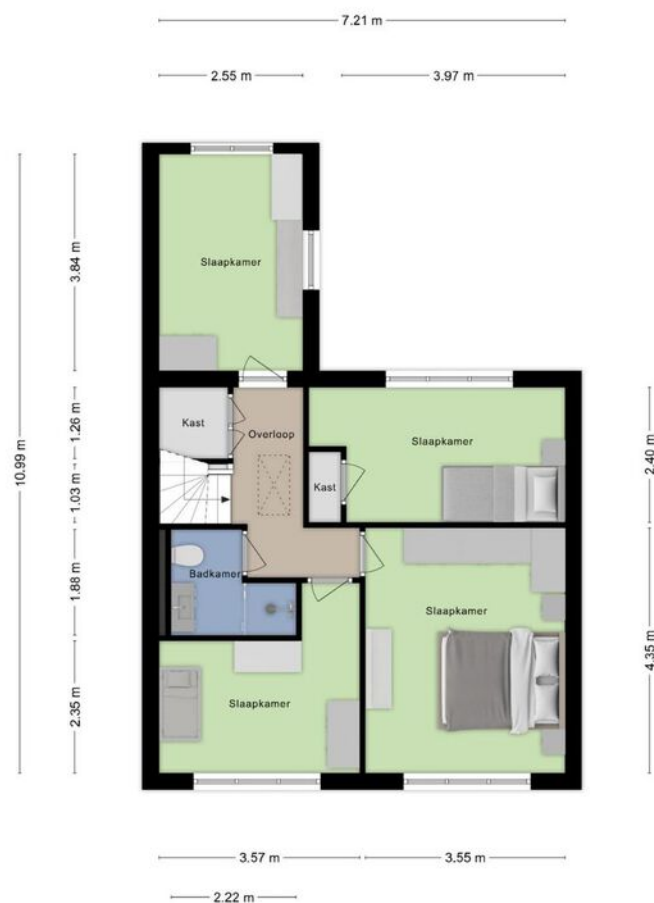 7.21 m
2.55 m
3.97 m
10.99 m
3.84 m
1.26 m
1.03 m
1.88 m
2.35 m
2.40 m
4.35 m
Slaapkamer
Kast
Overloop
Slaapkamer
Kast
Badkamer
Slaapkamer
Slaapkamer
3.57 m
3.55 m
2.22 m